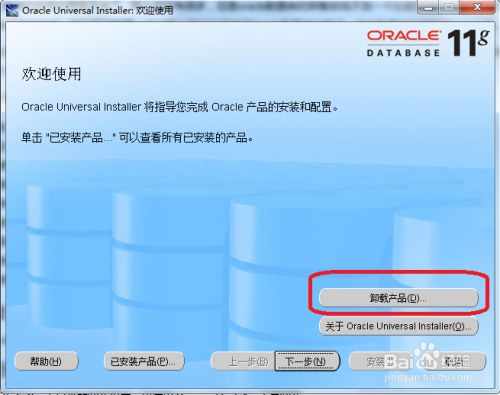 Oracle Universal Installer: 欢迎使用
ORACLE
DATABASE 11g
欢迎使用
Oracle Universal Installer 将指导您完成 Oracle 产品的安装和配置。
单击 "已安装产品..." 可以查看所有已安装的产品。
卸载产品(D)...
关于 Oracle Universal Installer(O)...
帮助(H)
已安装产品(P)...
上一步(B)
下一步(N)
安装
取消
Baidu 经验
jingyan.baidu.com